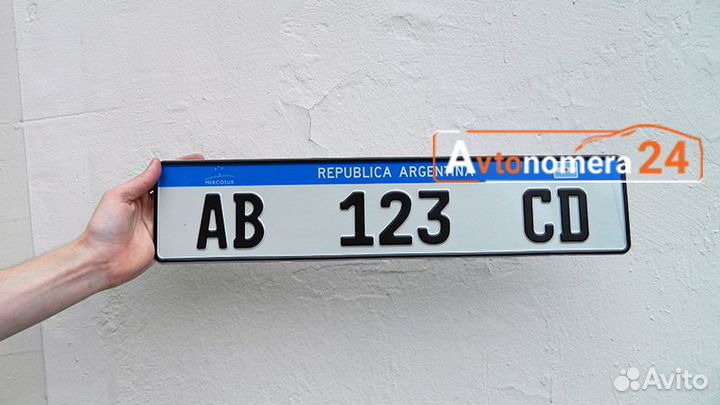 Avtonomera 24
REPUBLICA ARGENTINA
MERCOSUR
AB 123 CD
Avito